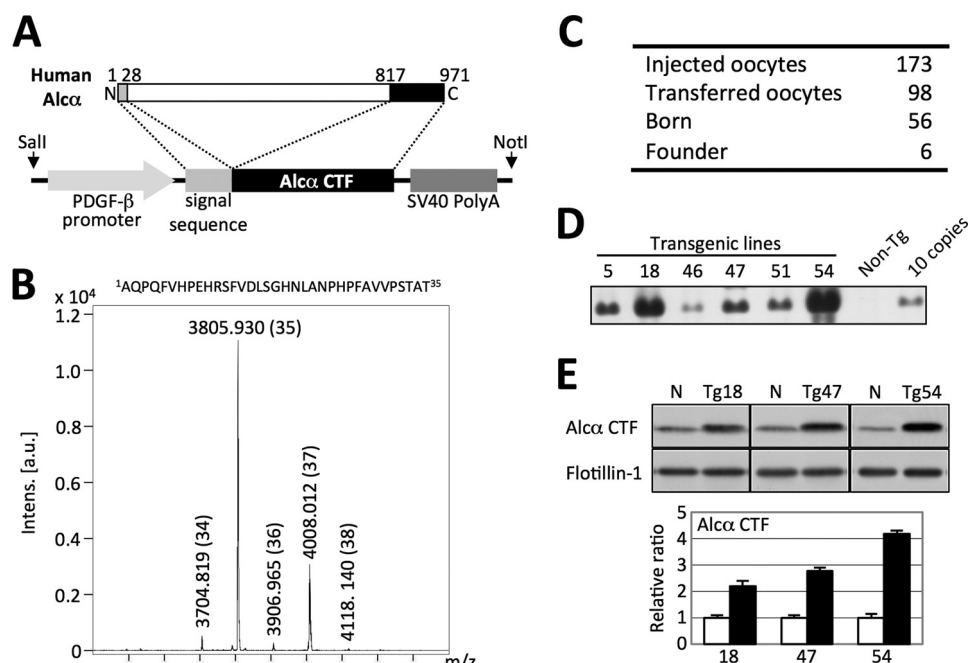 A
Human Alcα
1 28 817 971
N C
SalI NotI
Alcα CTF
PDGF-β promoter
signal sequence
SV40 PolyA
B
¹AQPQFVHPEHRSFVDLSGHNLANPHPFAVVPSTAT³⁵
x 10⁴
Intens. [a.u.]
1.2
1.0
0.8
0.6
0.4
0.2
0.0
3704.819 (34)
3805.930 (35)
3906.965 (36)
4008.012 (37)
4118. 140 (38)
m/z
C
Injected oocytes 173
Transferred oocytes 98
Born 56
Founder 6
D
Transgenic lines
5 18 46 47 51 54 Non-Tg 10 copies
E
N Tg18 N Tg47 N Tg54
Alcα CTF
Flotillin-1
Relative ratio
Alcα CTF
5
4
3
2
1
0
18 47 54